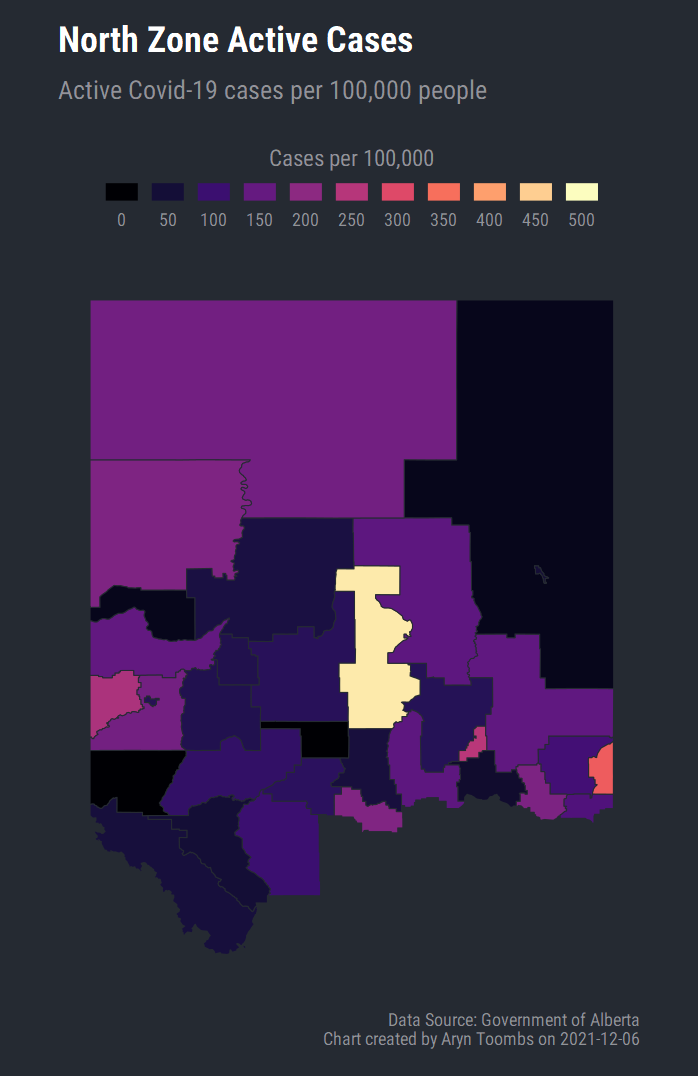 North Zone Active Cases
Active Covid-19 cases per 100,000 people
Cases per 100,000
0 50 100 150 200 250 300 350 400 450 500
Data Source: Government of Alberta
Chart created by Aryn Toombs on 2021-12-06